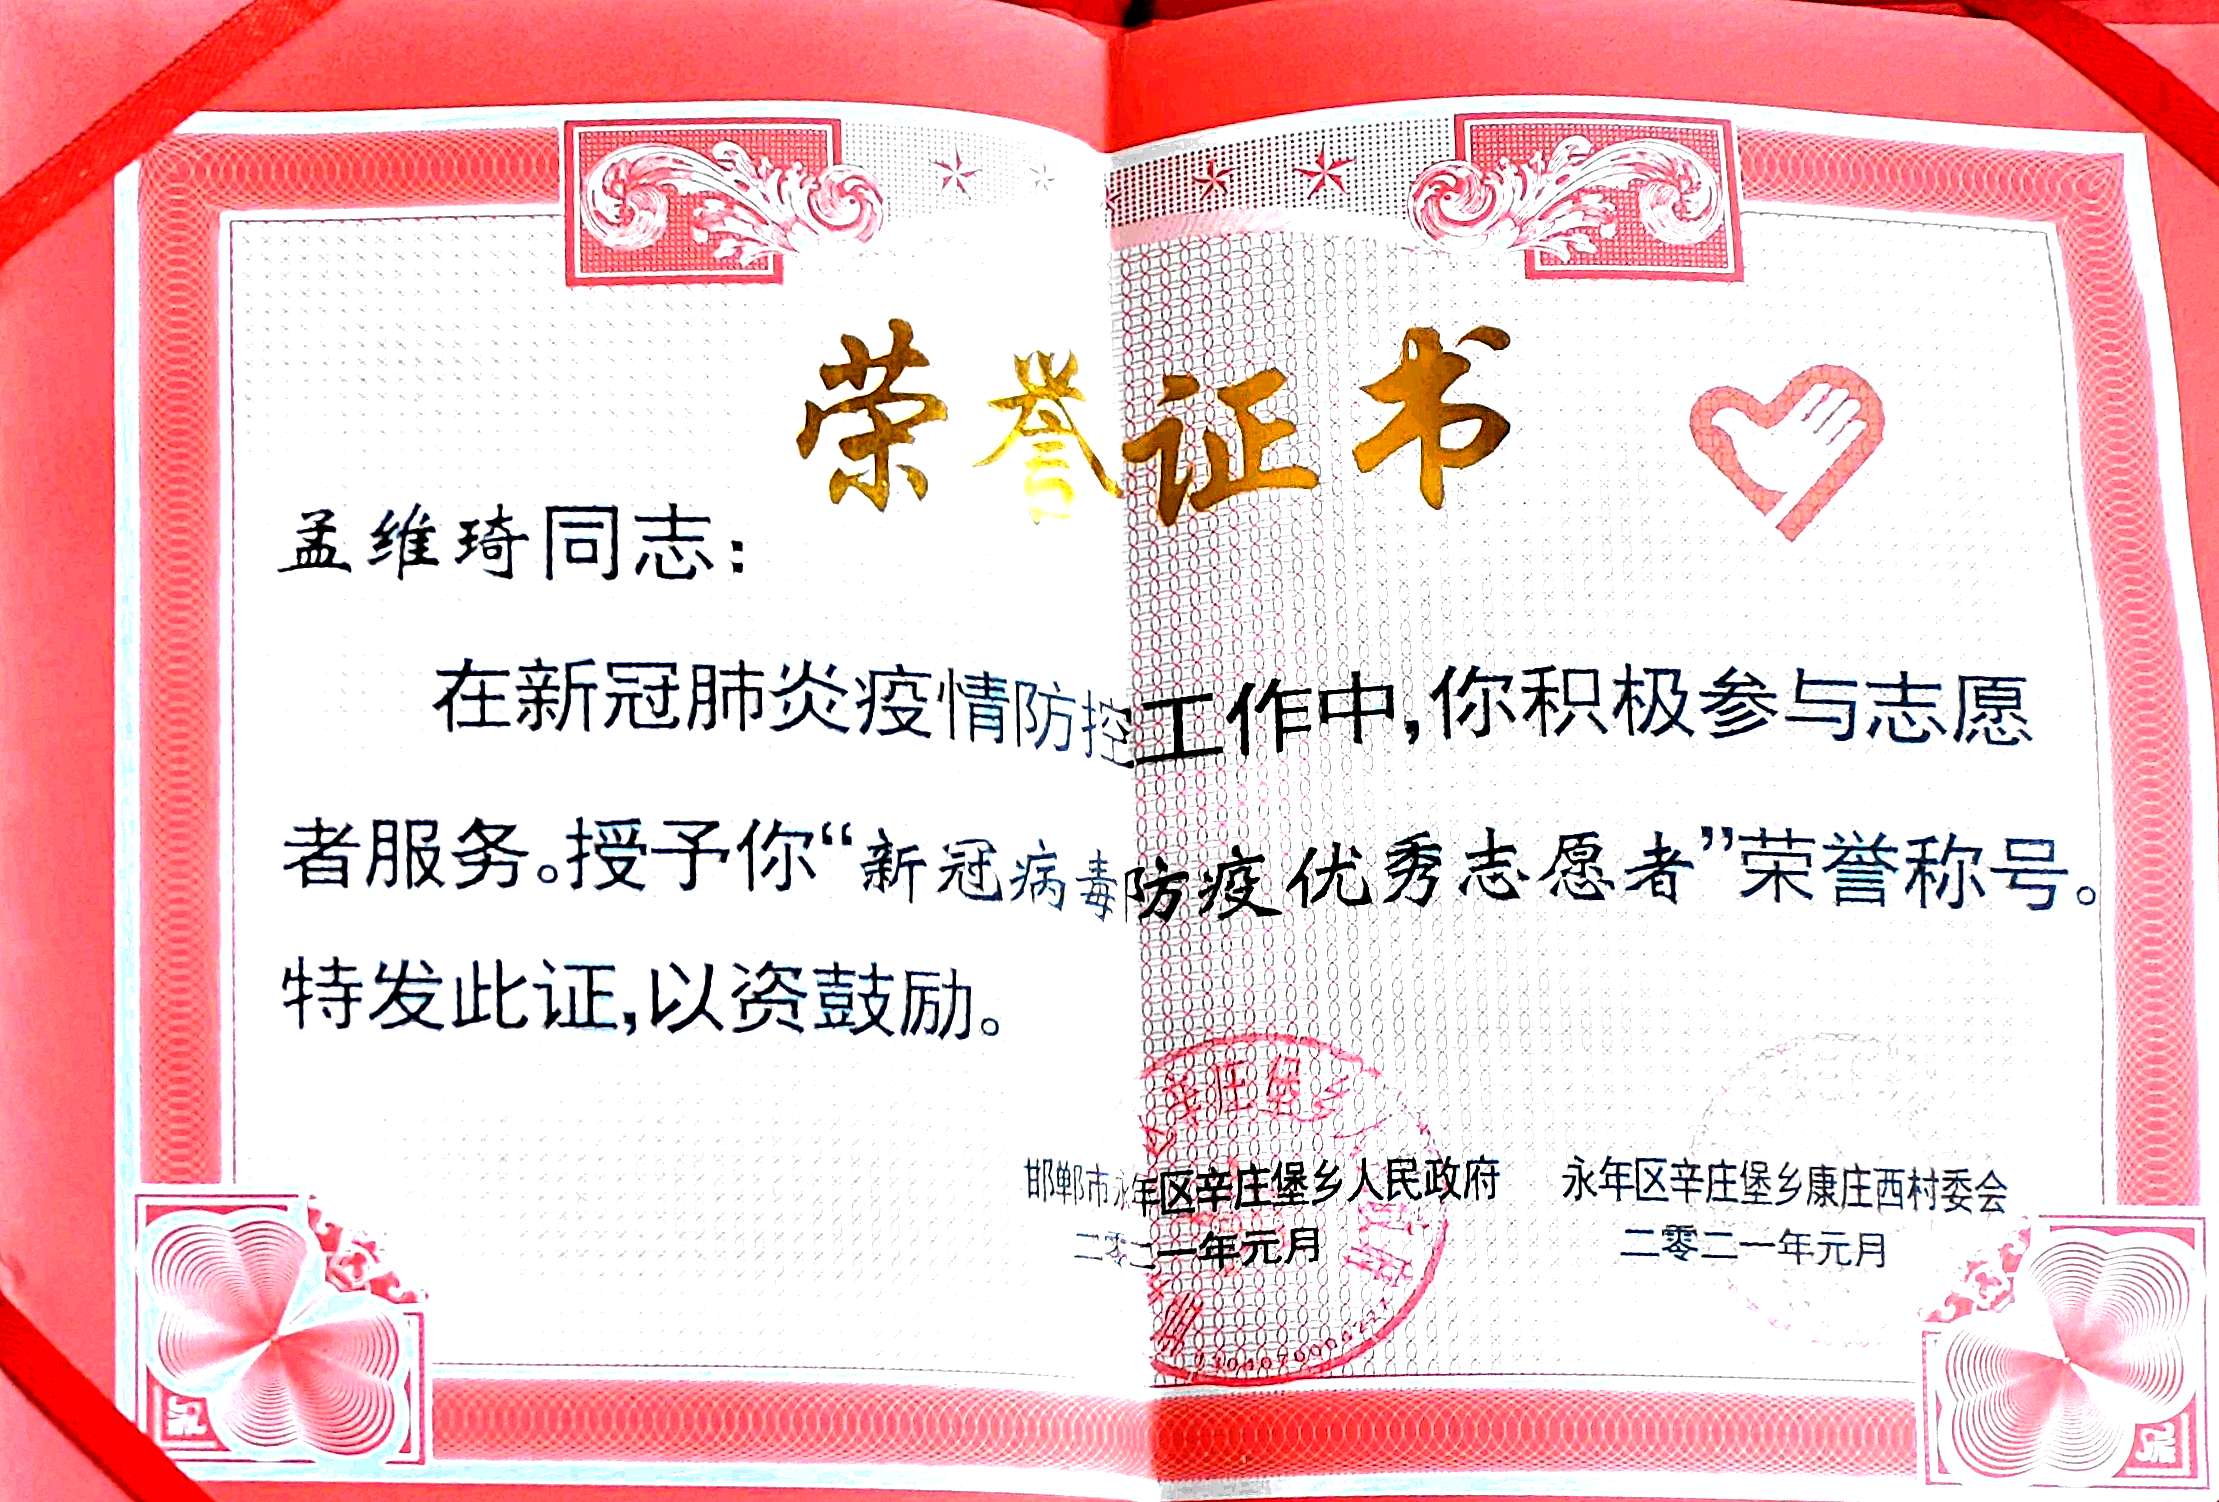 荣誉证书
孟维琦同志：
在新冠肺炎疫情防控工作中,你积极参与志愿
者服务。授予你“新冠病毒防疫优秀志愿者”荣誉称号。
特发此证,以资鼓励。
辛庄堡乡
邯郸市永年区辛庄堡乡人民政府 永年区辛庄堡乡康庄西村委会
二零二一年元月 二零二一年元月